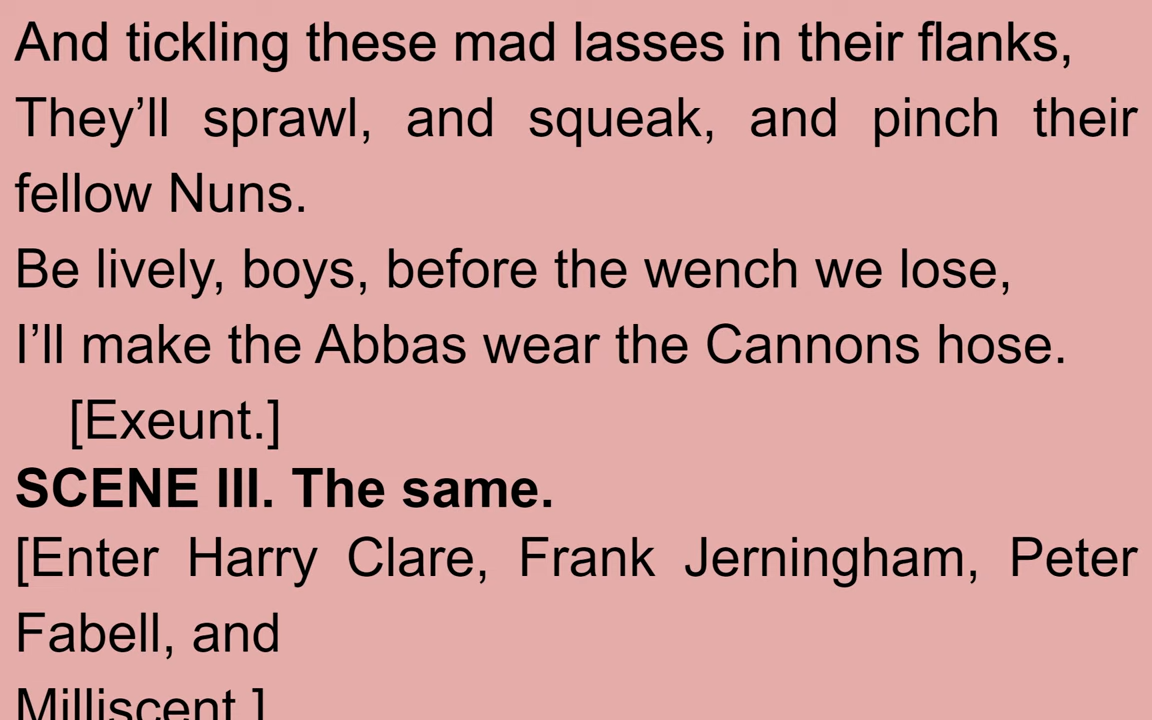 And tickling these mad lasses in their flanks,
They’ll sprawl, and squeak, and pinch their
fellow Nuns.
Be lively, boys, before the wench we lose,
I’ll make the Abbas wear the Cannons hose.
[Exeunt.]
SCENE III. The same.
[Enter Harry Clare, Frank Jerningham, Peter
Fabell, and
Milliscent.]